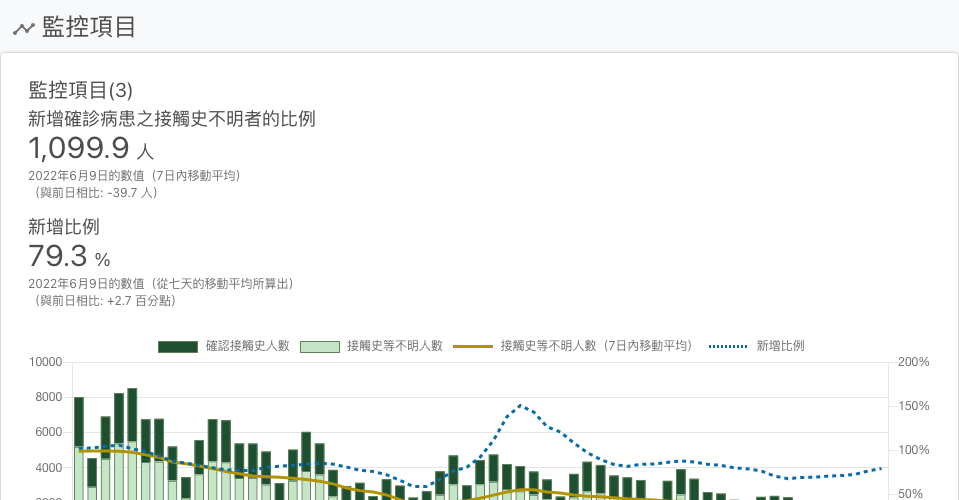 監控項目
監控項目(3)
新增確診病患之接觸史不明者的比例
1,099.9 人
2022年6月9日的數值（7日內移動平均）
（與前日相比: -39.7 人）
新增比例
79.3 %
2022年6月9日的數值（從七天的移動平均所算出）
（與前日相比: +2.7 百分點）
確認接觸史人數 接觸史等不明人數 接觸史等不明人數（7日內移動平均） 新增比例
10000 200%
8000
150%
6000
100%
4000
50%